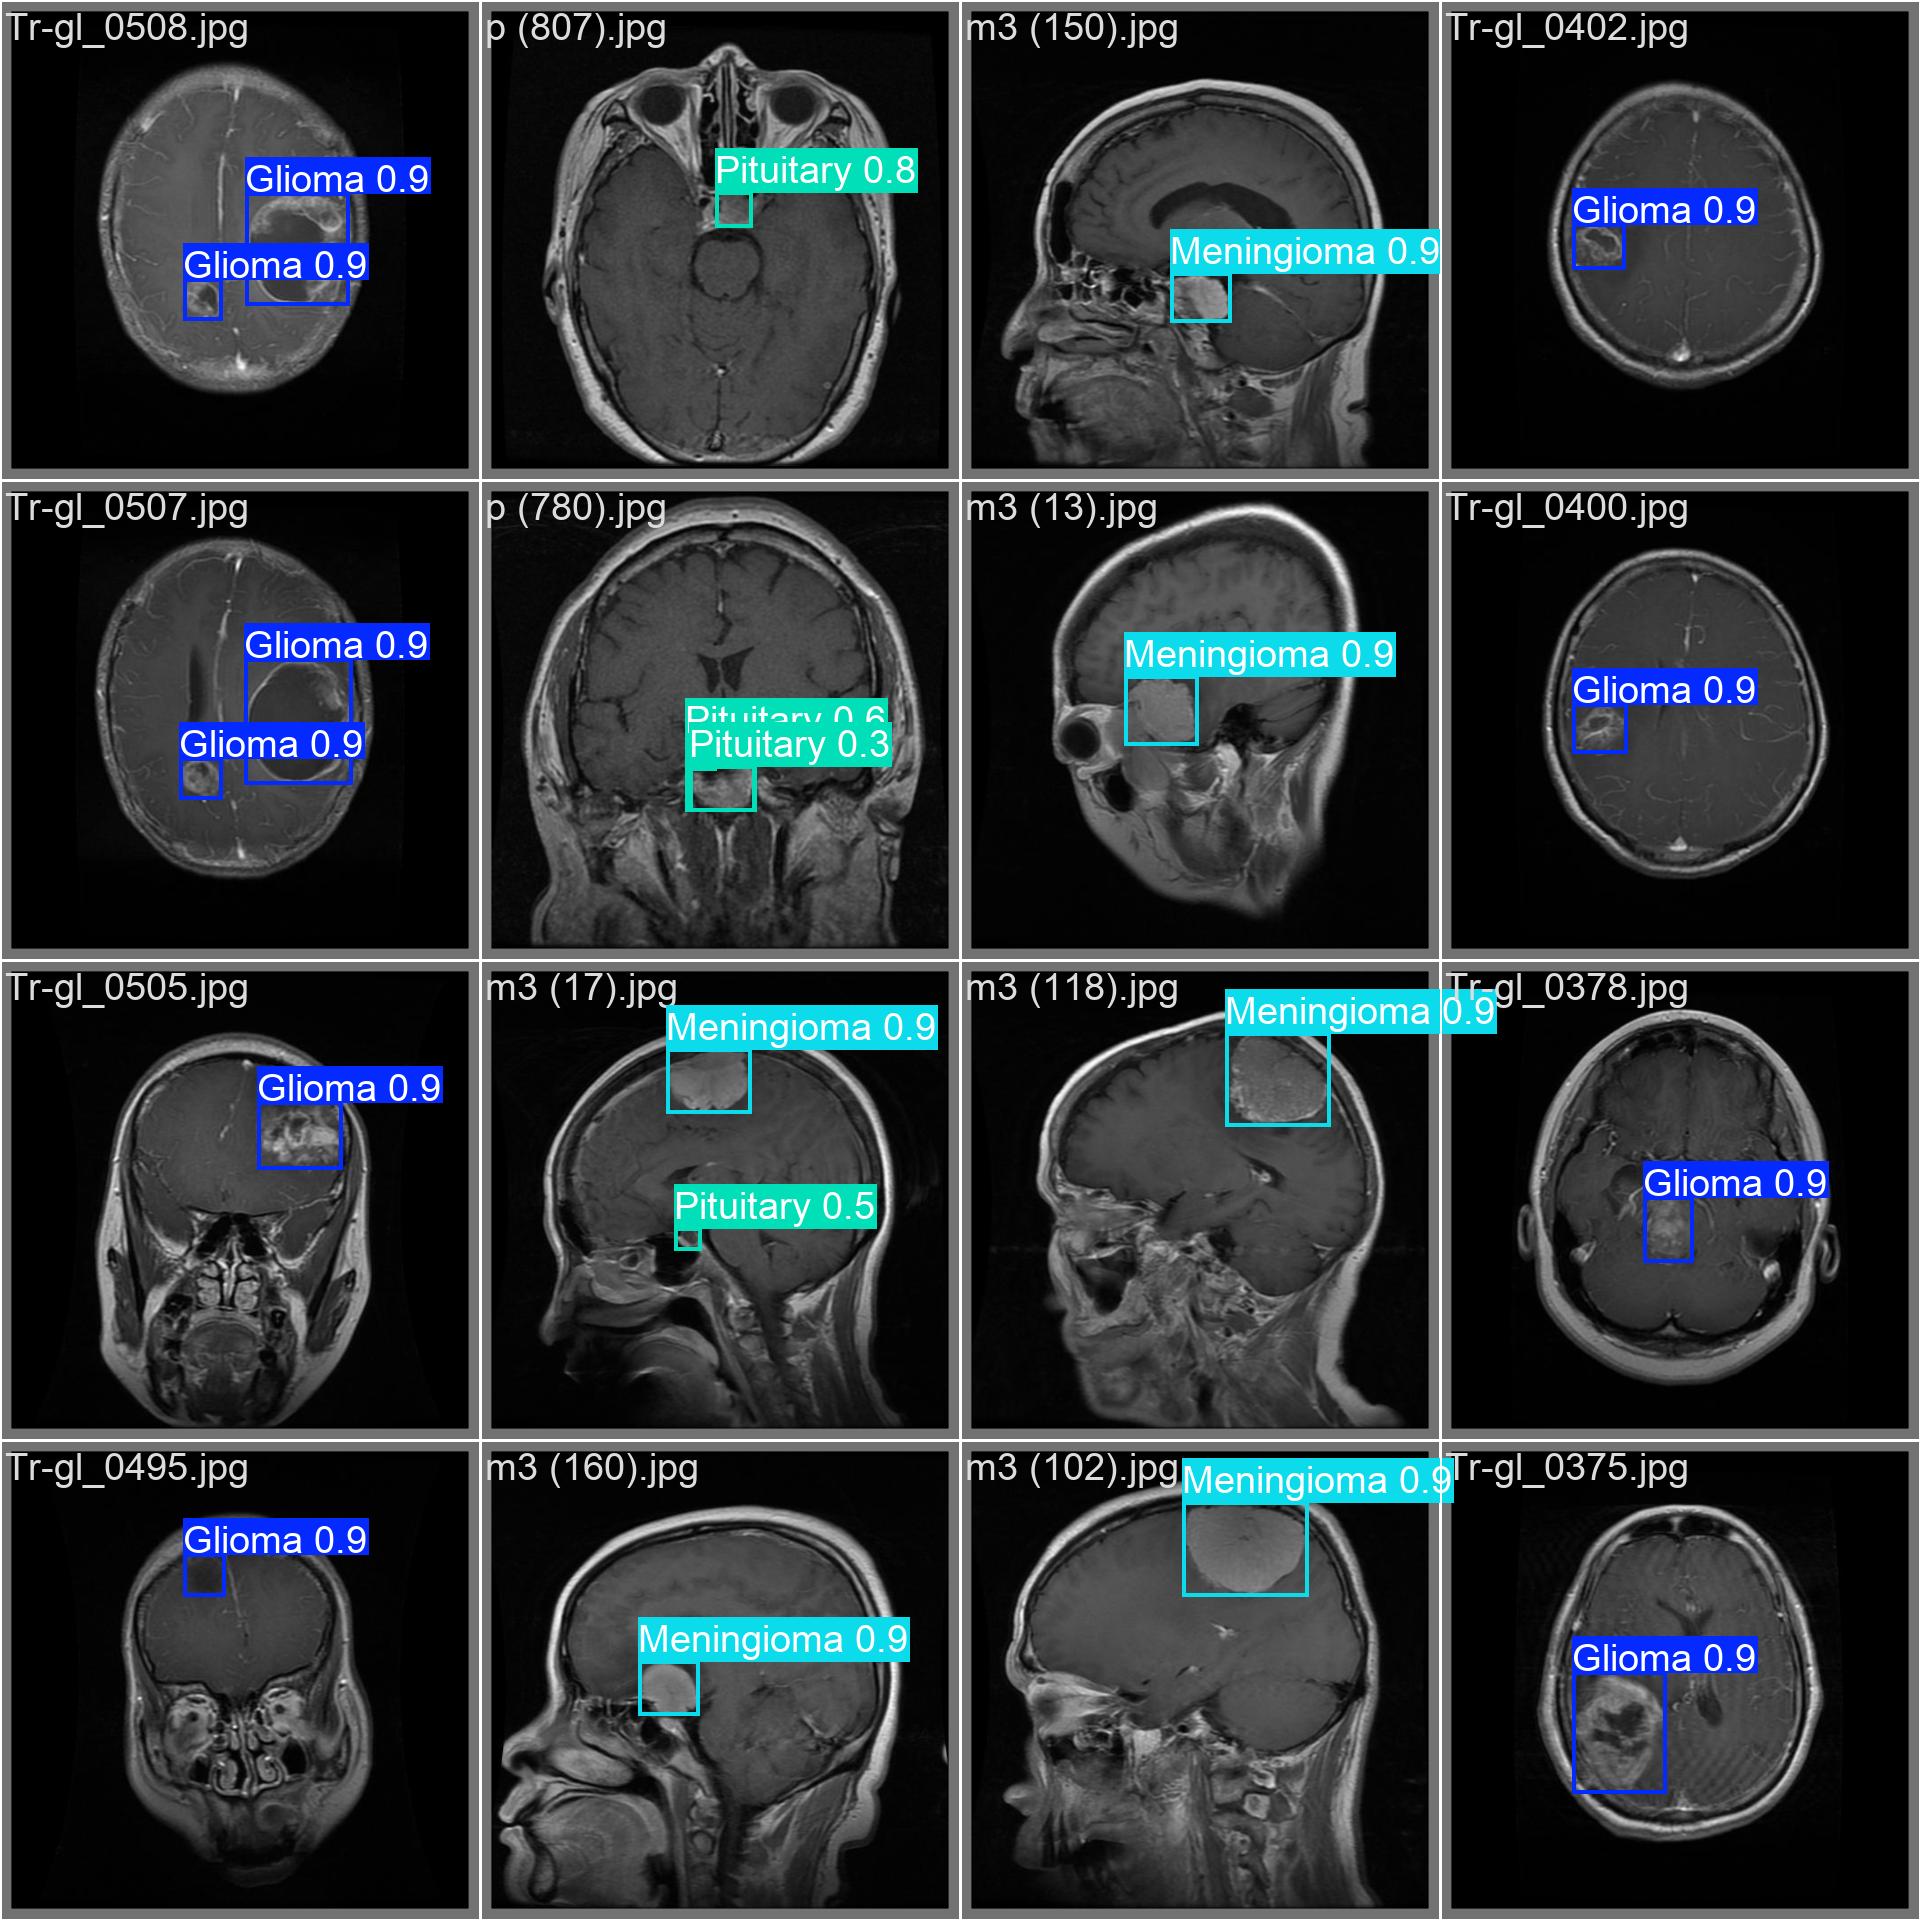 Tr-gl_0508.jpg
Glioma 0.9
Glioma 0.9
p (807).jpg
Pituitary 0.8
m3 (150).jpg
Meningioma 0.9
Tr-gl_0402.jpg
Glioma 0.9
Tr-gl_0507.jpg
Glioma 0.9
Glioma 0.9
p (780).jpg
Pituitary 0.6
Pituitary 0.3
m3 (13).jpg
Meningioma 0.9
Tr-gl_0400.jpg
Glioma 0.9
Tr-gl_0505.jpg
Glioma 0.9
m3 (17).jpg
Meningioma 0.9
Pituitary 0.5
m3 (118).jpg
Meningioma 0.9
Tr-gl_0378.jpg
Glioma 0.9
Tr-gl_0495.jpg
Glioma 0.9
m3 (160).jpg
Meningioma 0.9
m3 (102).jpg
Meningioma 0.9
Tr-gl_0375.jpg
Glioma 0.9